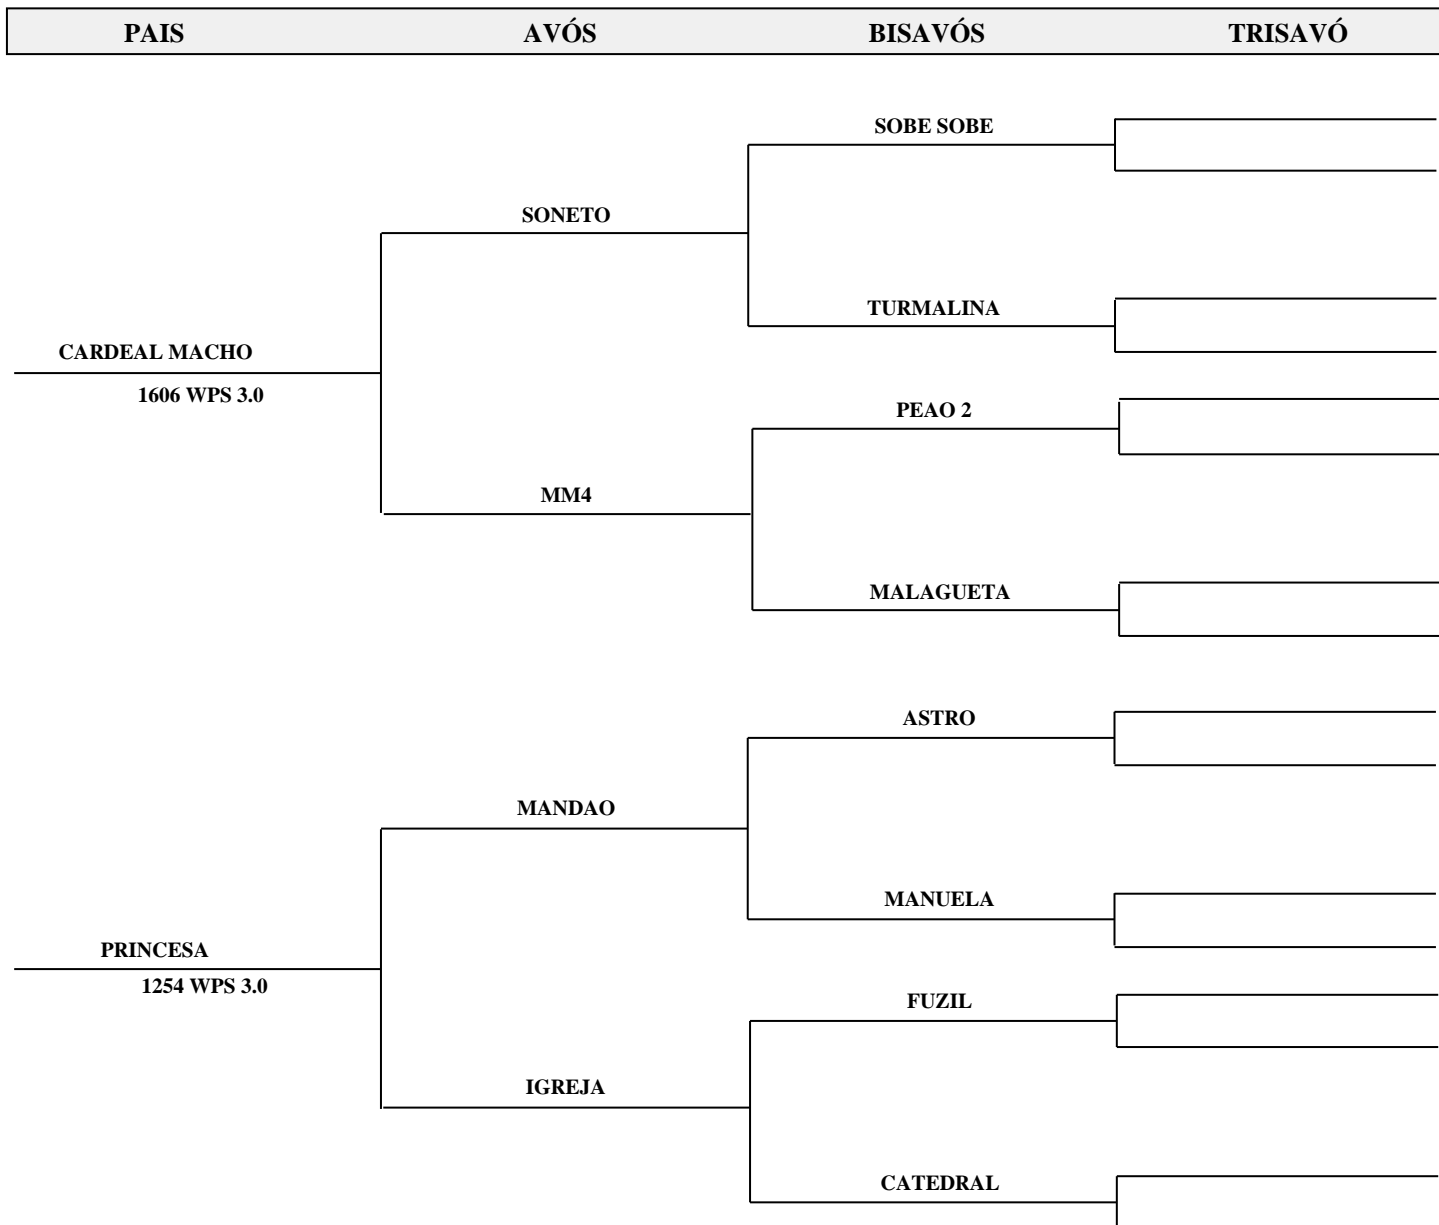 PAIS AVÓS BISAVÓS TRISAVÓ
SOBE SOBE
SONETO
TURMALINA
CARDEAL MACHO
1606 WPS 3.0
PEAO 2
MM4
MALAGUETA
ASTRO
MANDAO
MANUELA
PRINCESA
1254 WPS 3.0
FUZIL
IGREJA
CATEDRAL